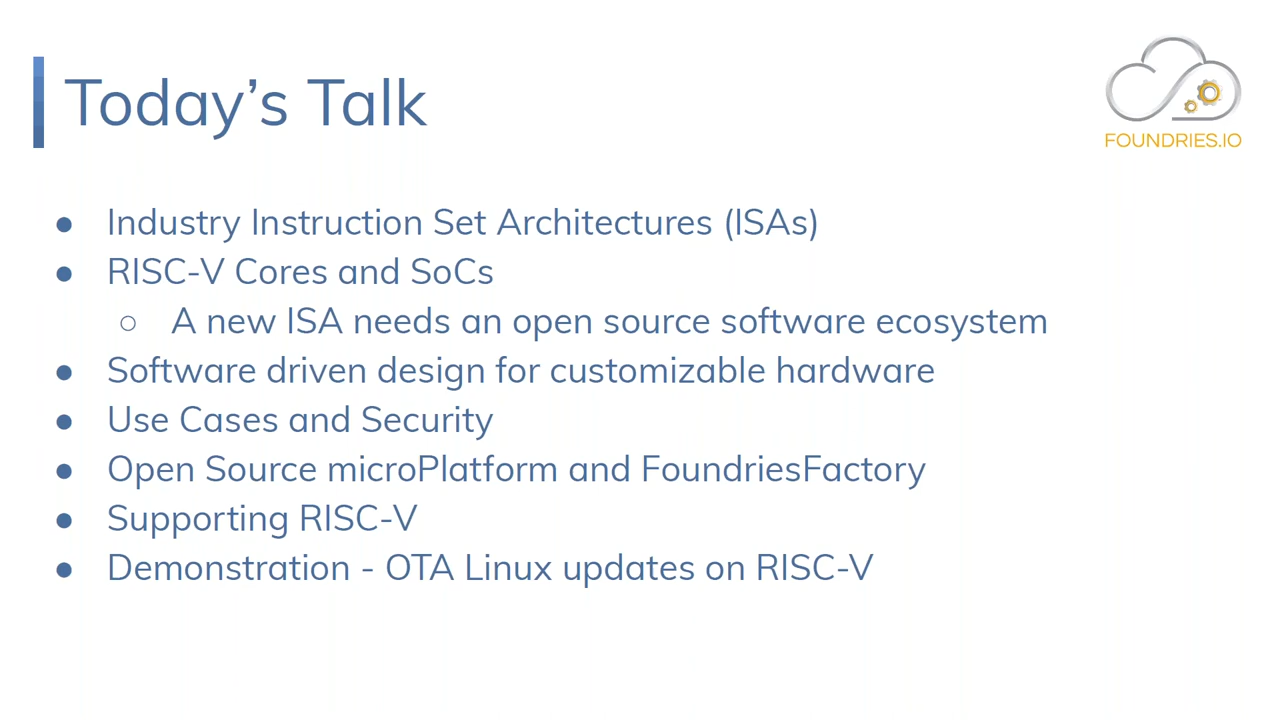 Today’s Talk
FOUNDRIES.IO
● Industry Instruction Set Architectures (ISAs)
● RISC-V Cores and SoCs
○ A new ISA needs an open source software ecosystem
● Software driven design for customizable hardware
● Use Cases and Security
● Open Source microPlatform and FoundriesFactory
● Supporting RISC-V
● Demonstration - OTA Linux updates on RISC-V